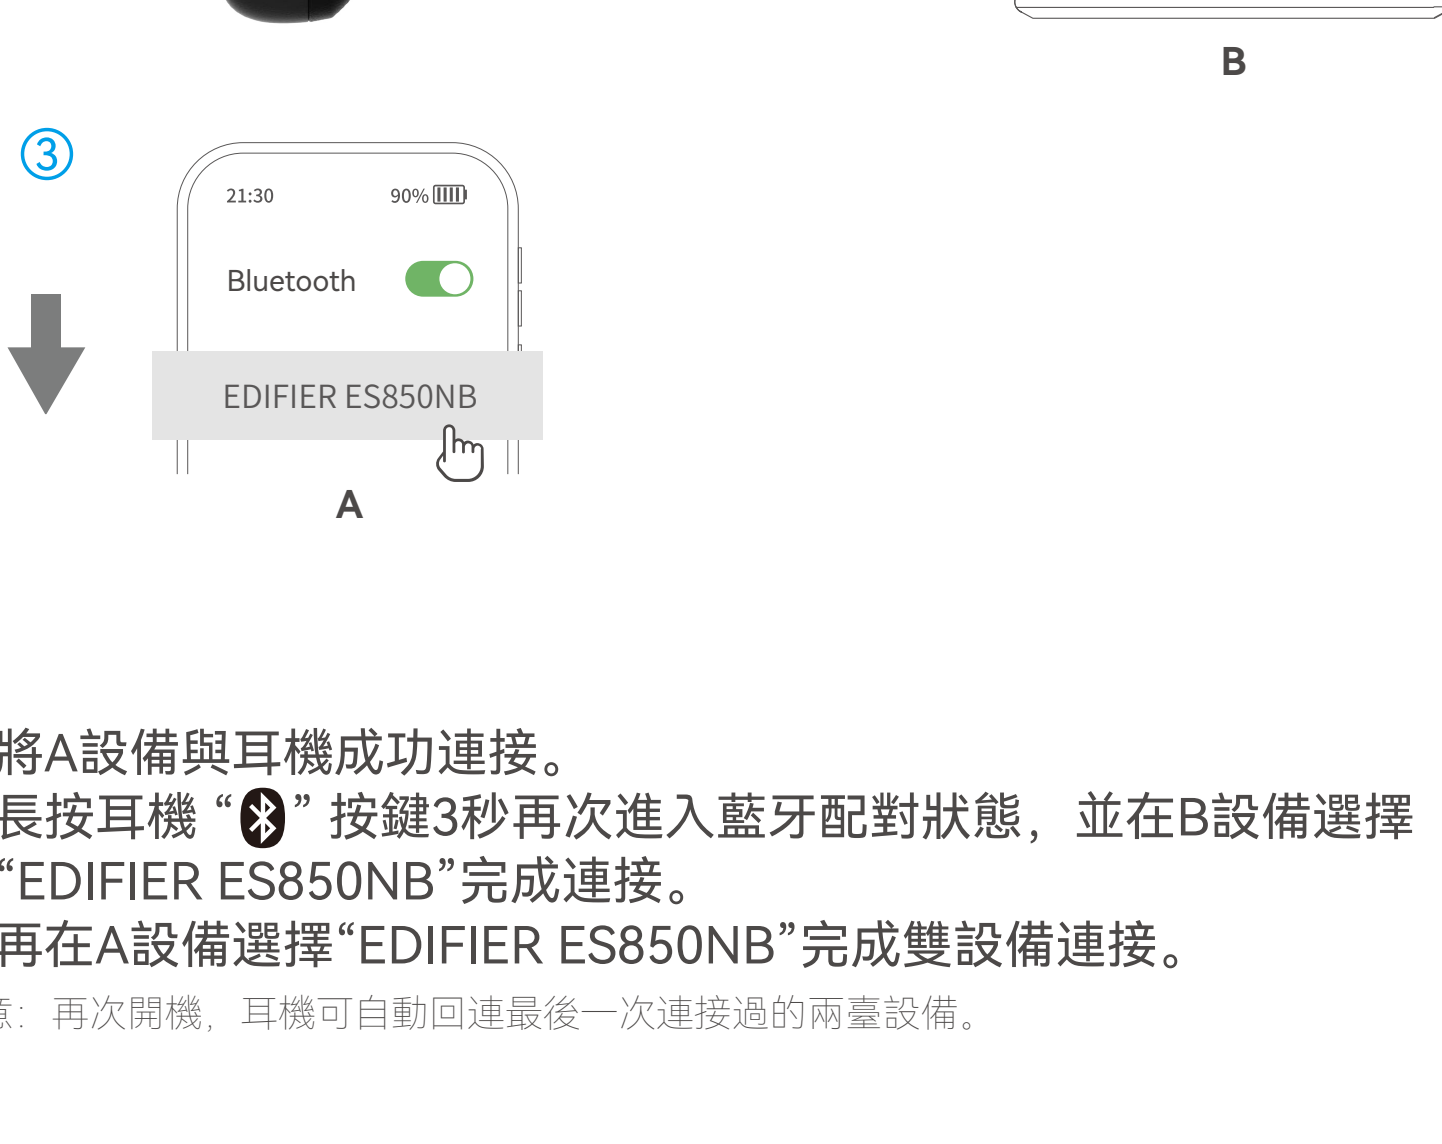 B
③
21:30 90%
Bluetooth
EDIFIER ES850NB
A
將A設備與耳機成功連接。
長按耳機 “” 按鍵3秒再次進入藍牙配對狀態，並在B設備選擇
“EDIFIER ES850NB”完成連接。
再在A設備選擇“EDIFIER ES850NB”完成雙設備連接。
意：再次開機，耳機可自動回連最後一次連接過的兩臺設備。